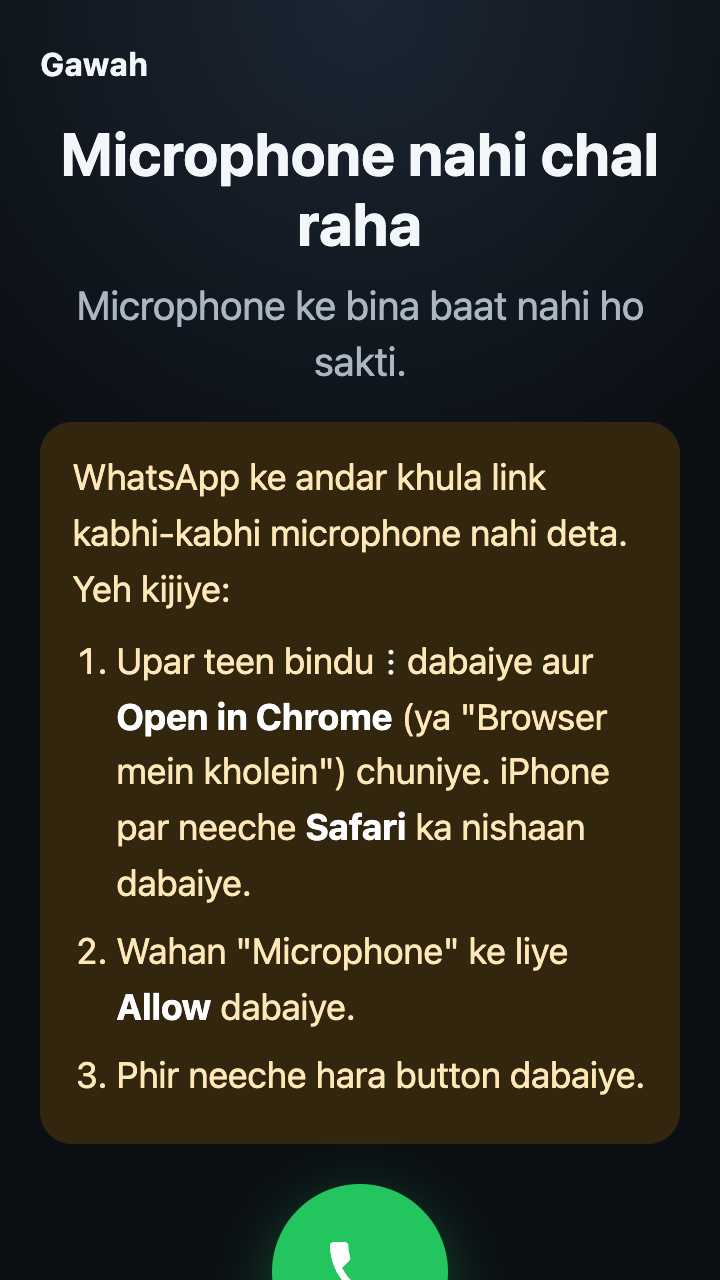 Gawah
Microphone nahi chal
raha
Microphone ke bina baat nahi ho
sakti.
WhatsApp ke andar khula link
kabhi-kabhi microphone nahi deta.
Yeh kijiye:
1. Upar teen bindu ⋮ dabaiye aur
Open in Chrome (ya "Browser
mein kholein") chuniye. iPhone
par neeche Safari ka nishaan
dabaiye.
2. Wahan "Microphone" ke liye
Allow dabaiye.
3. Phir neeche hara button dabaiye.